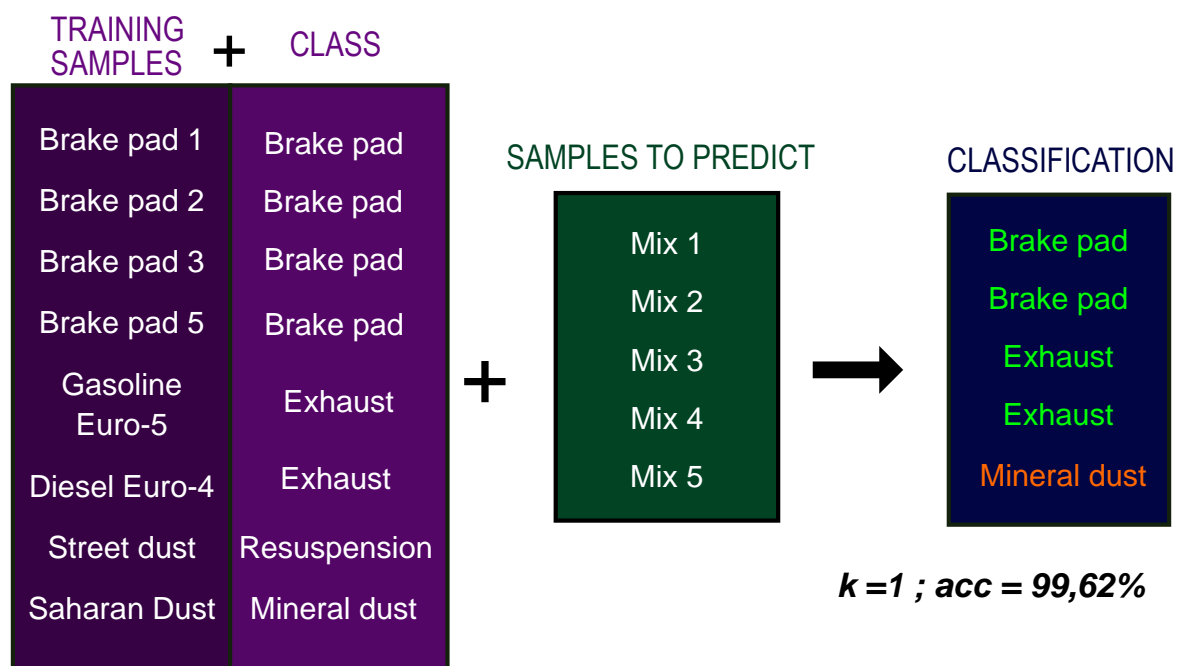 TRAINING
SAMPLES
+
CLASS
Brake pad 1
Brake pad
Brake pad 2
Brake pad
Brake pad 3
Brake pad
Brake pad 5
Brake pad
Gasoline
Euro-5
Exhaust
Diesel Euro-4
Exhaust
Street dust
Resuspension
Saharan Dust
Mineral dust
+
SAMPLES TO PREDICT
Mix 1
Mix 2
Mix 3
Mix 4
Mix 5
CLASSIFICATION
Brake pad
Brake pad
Exhaust
Exhaust
Mineral dust
k =1 ; acc = 99,62%